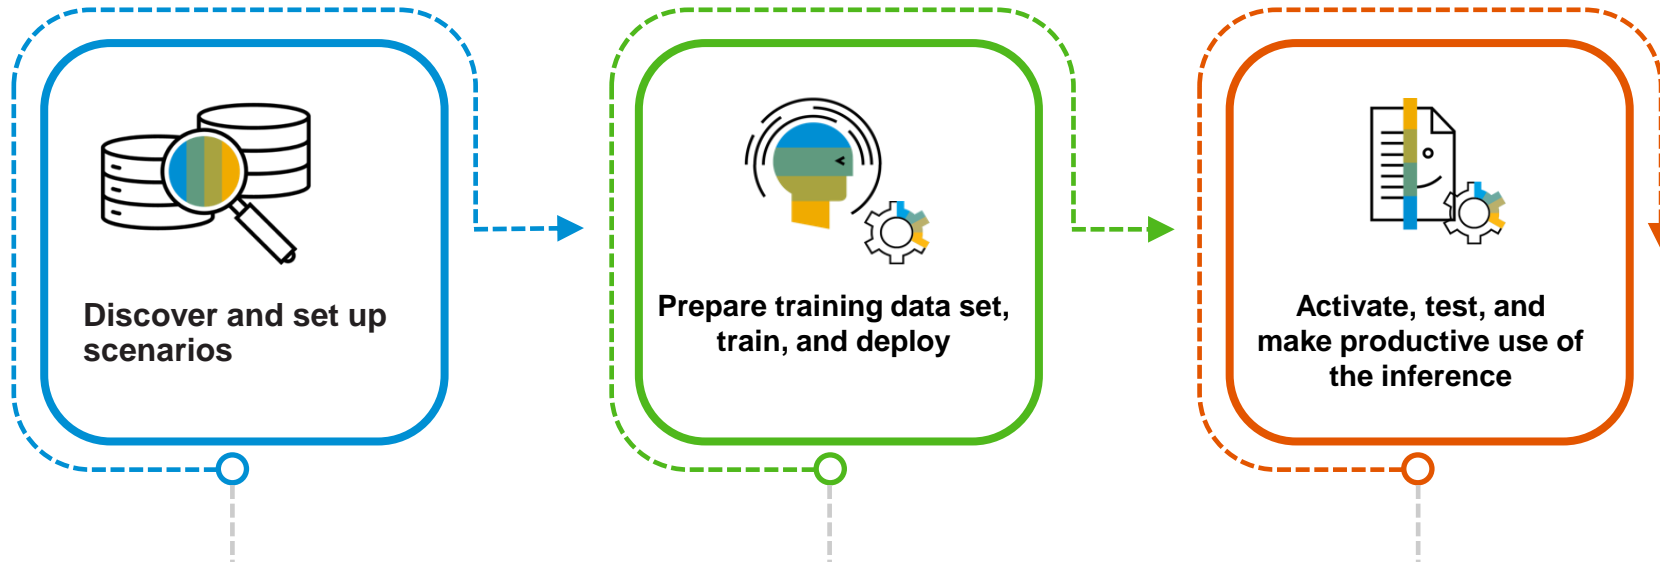 Discover and set up
scenarios
Prepare training data set,
train, and deploy
Activate, test, and
make productive use of
the inference